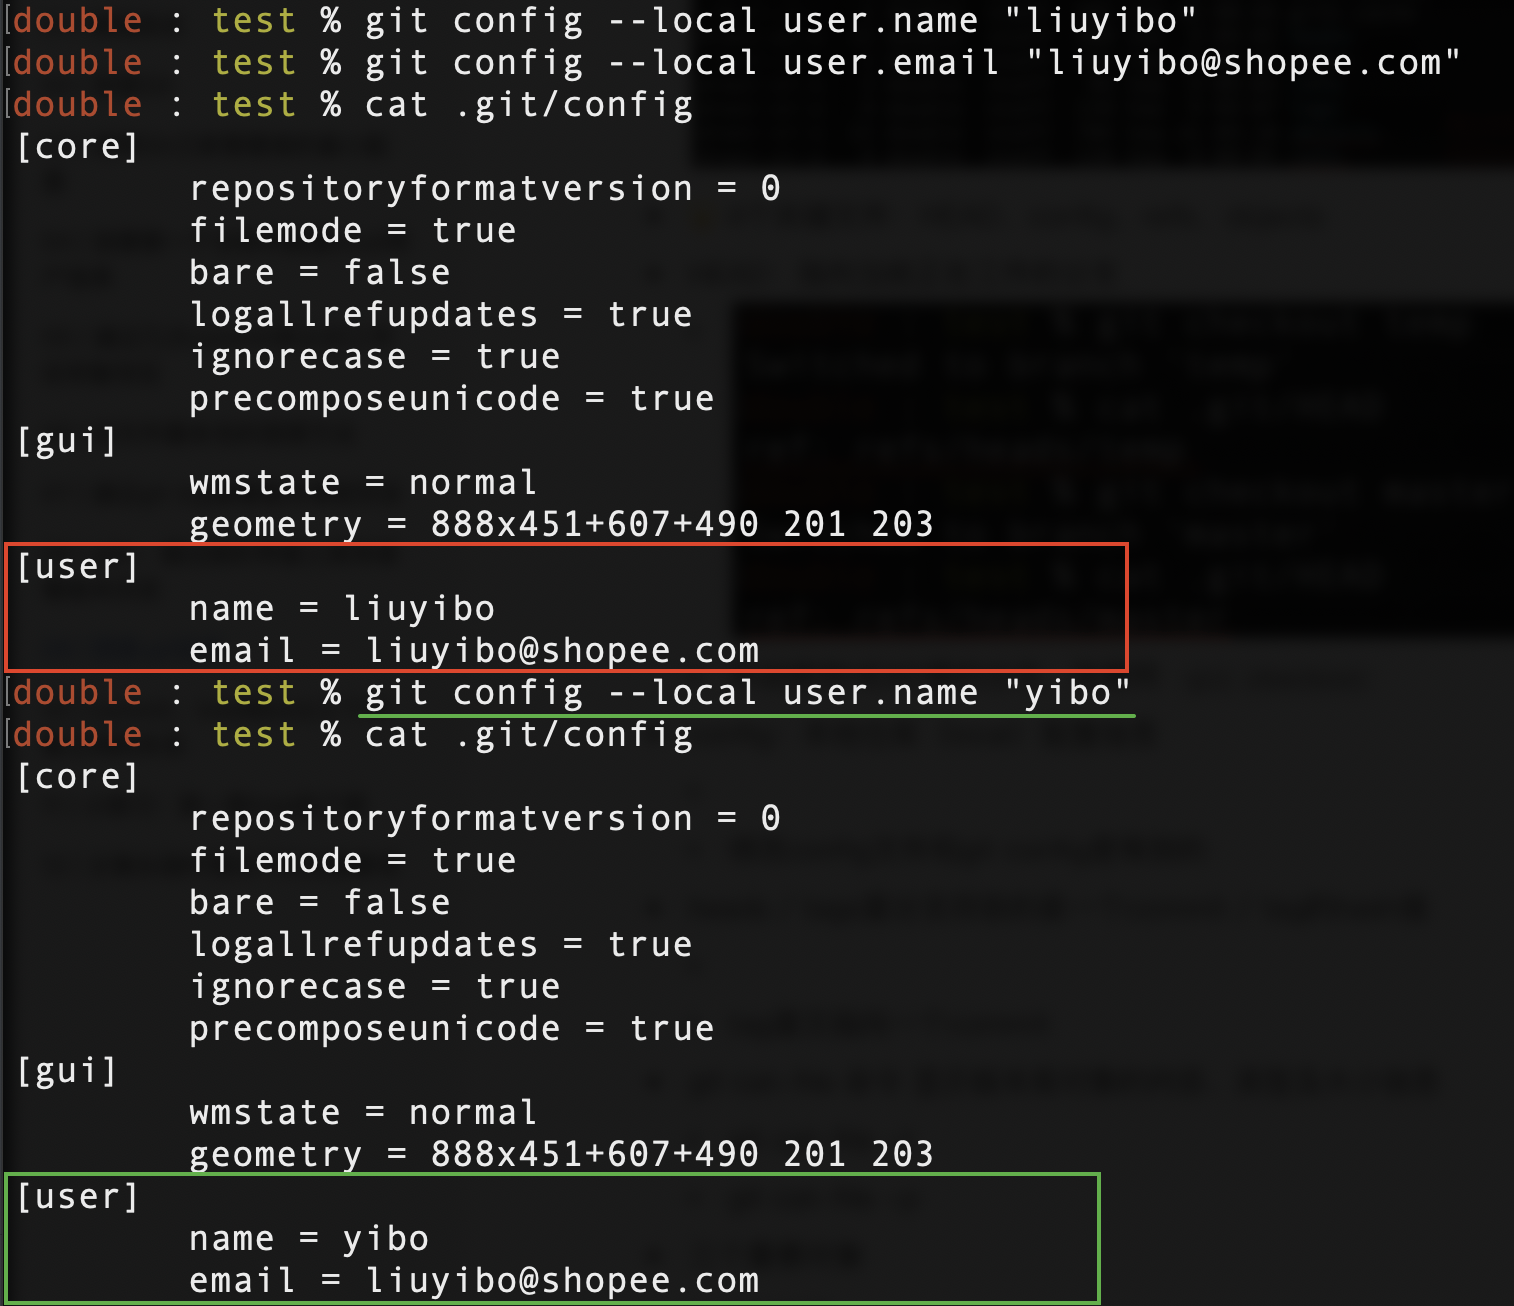 [double : test % git config --local user.name "liuyibo"
[double : test % git config --local user.email "liuyibo@shopee.com"
[double : test % cat .git/config
[core]
        repositoryformatversion = 0
        filemode = true
        bare = false
        logallrefupdates = true
        ignorecase = true
        precomposeunicode = true
[gui]
        wmstate = normal
        geometry = 888x451+607+490 201 203
[user]
        name = liuyibo
        email = liuyibo@shopee.com
[double : test % git config --local user.name "yibo"
[double : test % cat .git/config
[core]
        repositoryformatversion = 0
        filemode = true
        bare = false
        logallrefupdates = true
        ignorecase = true
        precomposeunicode = true
[gui]
        wmstate = normal
        geometry = 888x451+607+490 201 203
[user]
        name = yibo
        email = liuyibo@shopee.com